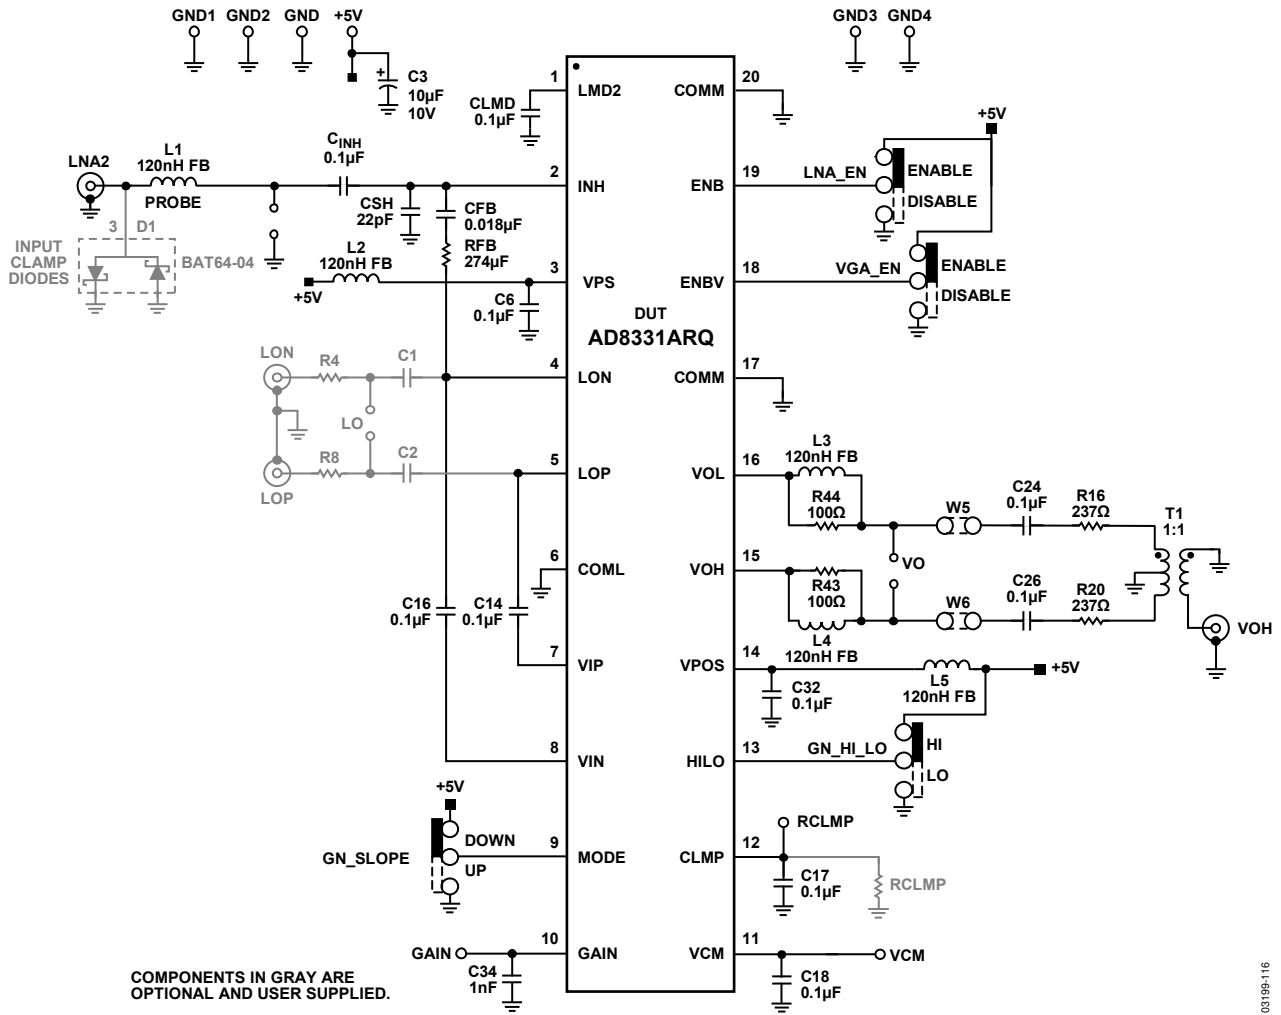 GND1 GND2 GND +5V
GND3 GND4
C3
10µF
10V
+
CLMD
0.1µF
1
LMD2
COMM
20
+5V
LNA2
L1
120nH FB
PROBE
CINH
0.1µF
2
INH
ENB
19
LNA_EN
ENABLE
DISABLE
CSH
22pF
CFB
0.018µF
RFB
274µF
3 D1
INPUT
CLAMP
DIODES
BAT64-04
L2
120nH FB
+5V
C6
0.1µF
3
VPS
ENBV
18
VGA_EN
ENABLE
DISABLE
DUT
AD8331ARQ
LON
R4
C1
4
LON
COMM
17
LO
LOP
R8
C2
5
LOP
VOL
16
L3
120nH FB
R44
100Ω
W5
C24
0.1µF
R16
237Ω
T1
1:1
VO
6
COML
VOH
15
R43
100Ω
L4
120nH FB
W6
C26
0.1µF
R20
237Ω
VOH
C16
0.1µF
C14
0.1µF
7
VIP
VPOS
14
C32
0.1µF
L5
120nH FB
+5V
8
VIN
HILO
13
GN_HI_LO
HI
LO
+5V
GN_SLOPE
DOWN
UP
9
MODE
CLMP
12
RCLMP
C17
0.1µF
RCLMP
GAIN
10
GAIN
C34
1nF
VCM
11
VCM
C18
0.1µF
COMPONENTS IN GRAY ARE
OPTIONAL AND USER SUPPLIED.
03199-116